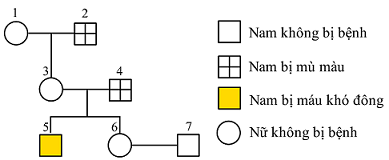 1
2
3
4
5
6
7
Nam không bị bệnh
Nam bị mù màu
Nam bị máu khó đông
Nữ không bị bệnh